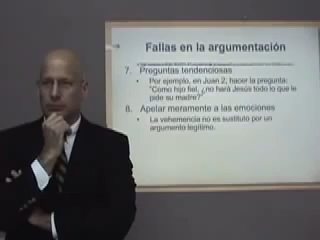 Fallas en la argumentación
7. Preguntas tendenciosas
• Por ejemplo, en Juan 2, hacer la pregunta:
"Como hijo fiel, ¿no hará Jesús todo lo que le
pide su madre?"
8. Apelar meramente a las emociones
• La vehemencia no es sustituto por un
argumento legítimo.